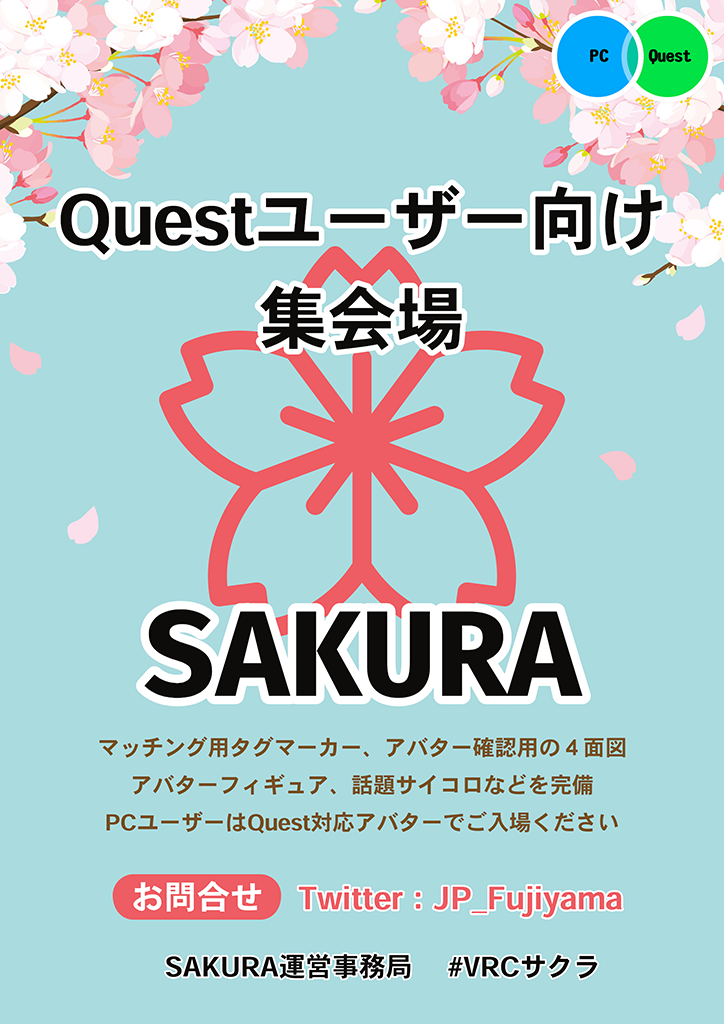 PC
Quest
Questユーザー向け
集会場
SAKURA
マッチング用タグマーカー、アバター確認用の４面図
アバターフィギュア、話題サイコロなどを完備
PCユーザーはQuest対応アバターでご入場ください
お問合せ Twitter：JP_Fujiyama
SAKURA運営事務局 #VRCサクラ